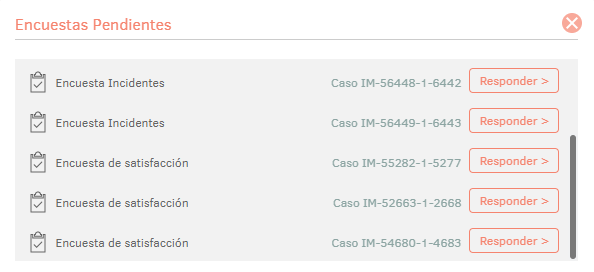 Encuestas Pendientes
Encuesta Incidentes Caso IM-56448-1-6442 Responder >
Encuesta Incidentes Caso IM-56449-1-6443 Responder >
Encuesta de satisfacción Caso IM-55282-1-5277 Responder >
Encuesta de satisfacción Caso IM-52663-1-2668 Responder >
Encuesta de satisfacción Caso IM-54680-1-4683 Responder >